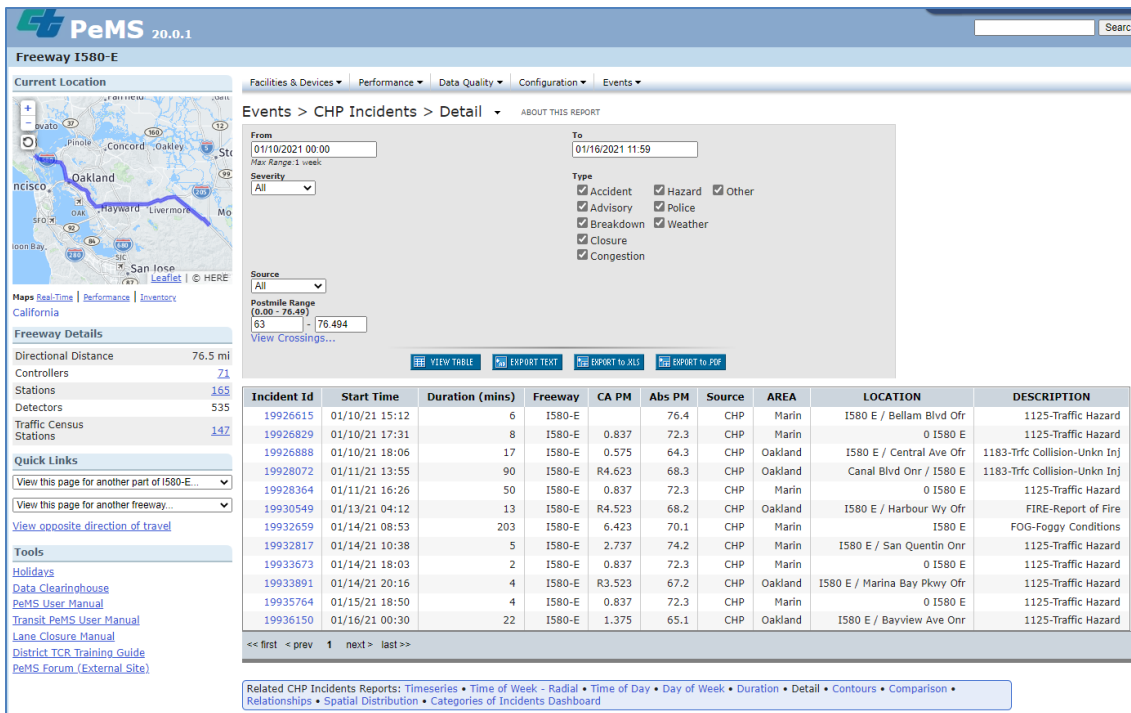 PeMS 20.0.1
Searc
Freeway I580-E
Current Location
Facilities & Devices Performance Data Quality Configuration Events
Events > CHP Incidents > Detail ABOUT THIS REPORT
From
01/10/2021 00:00
Max Range:1 week
To
01/16/2021 11:59
Severity
All
Type
Accident Hazard Other
Advisory Police
Breakdown Weather
Closure
Congestion
Source
All
Postmile Range
(0.00 - 76.49)
63 - 76.494
View Crossings...
VIEW TABLE EXPORT TEXT EXPORT to .XLS EXPORT to .PDF
+
-
ovato 37
160
12
Pinole Concord Oakley
Sto
99
ncisco Oakland
205
OAK Hayward Livermore Mo
SFO 92
84 680
oon Bay
280 SIC
San Jose
87
Leaflet | © HERE
Maps Real-Time | Performance | Inventory
California
Freeway Details
Directional Distance 76.5 mi
Controllers 71
Stations 165
Detectors 535
Traffic Census
Stations 147
Quick Links
View this page for another part of I580-E...
View this page for another freeway...
View opposite direction of travel
Tools
Holidays
Data Clearinghouse
PeMS User Manual
Transit PeMS User Manual
Lane Closure Manual
District TCR Training Guide
PeMS Forum (External Site)
Incident Id Start Time Duration (mins) Freeway CA PM Abs PM Source AREA LOCATION DESCRIPTION
19926615 01/10/21 15:12 6 I580-E 76.4 CHP Marin I580 E / Bellam Blvd Ofr 1125-Traffic Hazard
19926829 01/10/21 17:31 8 I580-E 0.837 72.3 CHP Marin 0 I580 E 1125-Traffic Hazard
19926888 01/10/21 18:06 17 I580-E 0.575 64.3 CHP Oakland I580 E / Central Ave Ofr 1183-Trfc Collision-Unkn Inj
19928072 01/11/21 13:55 90 I580-E R4.623 68.3 CHP Oakland Canal Blvd Onr / I580 E 1183-Trfc Collision-Unkn Inj
19928364 01/11/21 16:26 50 I580-E 0.837 72.3 CHP Marin 0 I580 E 1125-Traffic Hazard
19930549 01/13/21 04:12 13 I580-E R4.523 68.2 CHP Oakland I580 E / Harbour Wy Ofr FIRE-Report of Fire
19932659 01/14/21 08:53 203 I580-E 6.423 70.1 CHP Marin I580 E FOG-Foggy Conditions
19932817 01/14/21 10:38 5 I580-E 2.737 74.2 CHP Marin I580 E / San Quentin Onr 1125-Traffic Hazard
19933673 01/14/21 18:03 2 I580-E 0.837 72.3 CHP Marin 0 I580 E 1125-Traffic Hazard
19933891 01/14/21 20:16 4 I580-E R3.523 67.2 CHP Oakland I580 E / Marina Bay Pkwy Ofr 1125-Traffic Hazard
19935764 01/15/21 18:50 4 I580-E 0.837 72.3 CHP Marin 0 I580 E 1125-Traffic Hazard
19936150 01/16/21 00:30 22 I580-E 1.375 65.1 CHP Oakland I580 E / Bayview Ave Onr 1125-Traffic Hazard
<< first < prev 1 next > last >>
Related CHP Incidents Reports: Timeseries • Time of Week - Radial • Time of Day • Day of Week • Duration • Detail • Contours • Comparison •
Relationships • Spatial Distribution • Categories of Incidents Dashboard